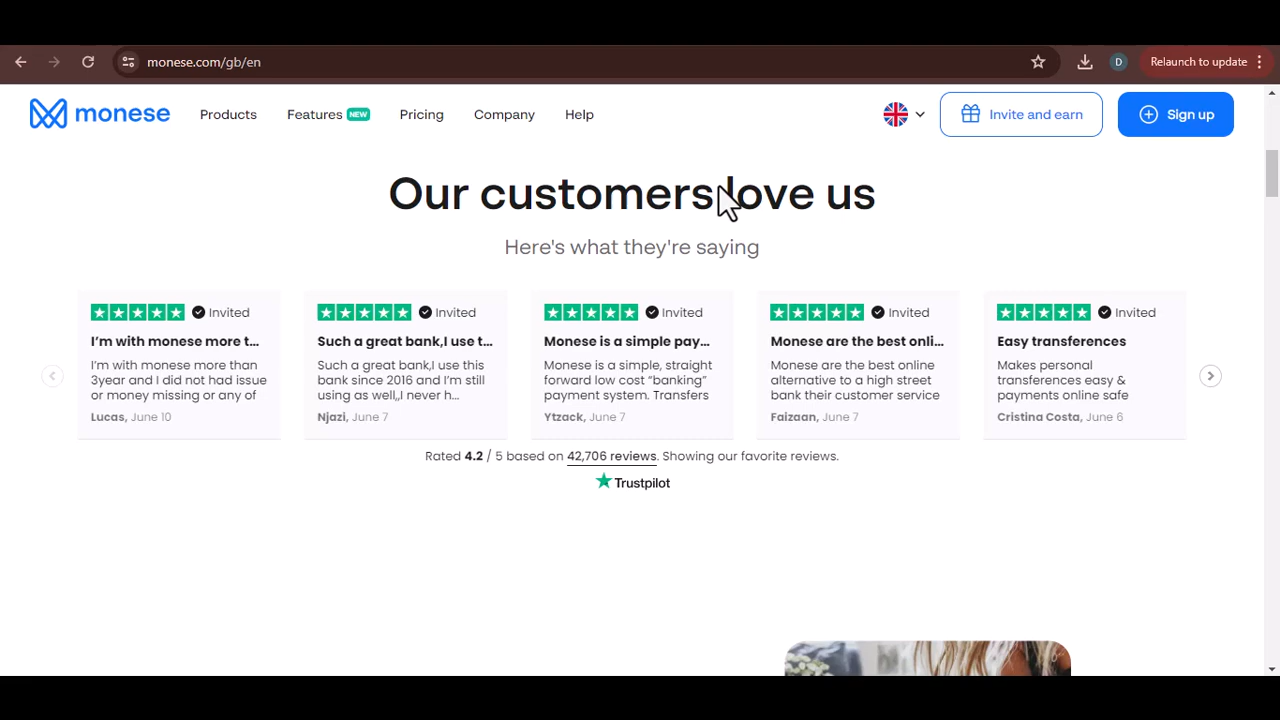 monese.com/gb/en
D
Relaunch to update
monese
Products
Features NEW
Pricing
Company
Help
Invite and earn
Sign up
Our customers love us
Here's what they're saying
Invited
I'm with monese more t...
I'm with monese more than
3year and I did not had issue
or money missing or any of
Lucas, June 10
Invited
Such a great bank,I use t...
Such a great bank,I use this
bank since 2016 and I'm still
using as well,,I never h...
Njazi, June 7
Invited
Monese is a simple pay...
Monese is a simple, straight
forward low cost “banking”
payment system. Transfers
Ytzack, June 7
Invited
Monese are the best onli...
Monese are the best online
alternative to a high street
bank their customer service
Faizaan, June 7
Invited
Easy transferences
Makes personal
transferences easy &
payments online safe
Cristina Costa, June 6
Rated 4.2 / 5 based on 42,706 reviews. Showing our favorite reviews.
Trustpilot